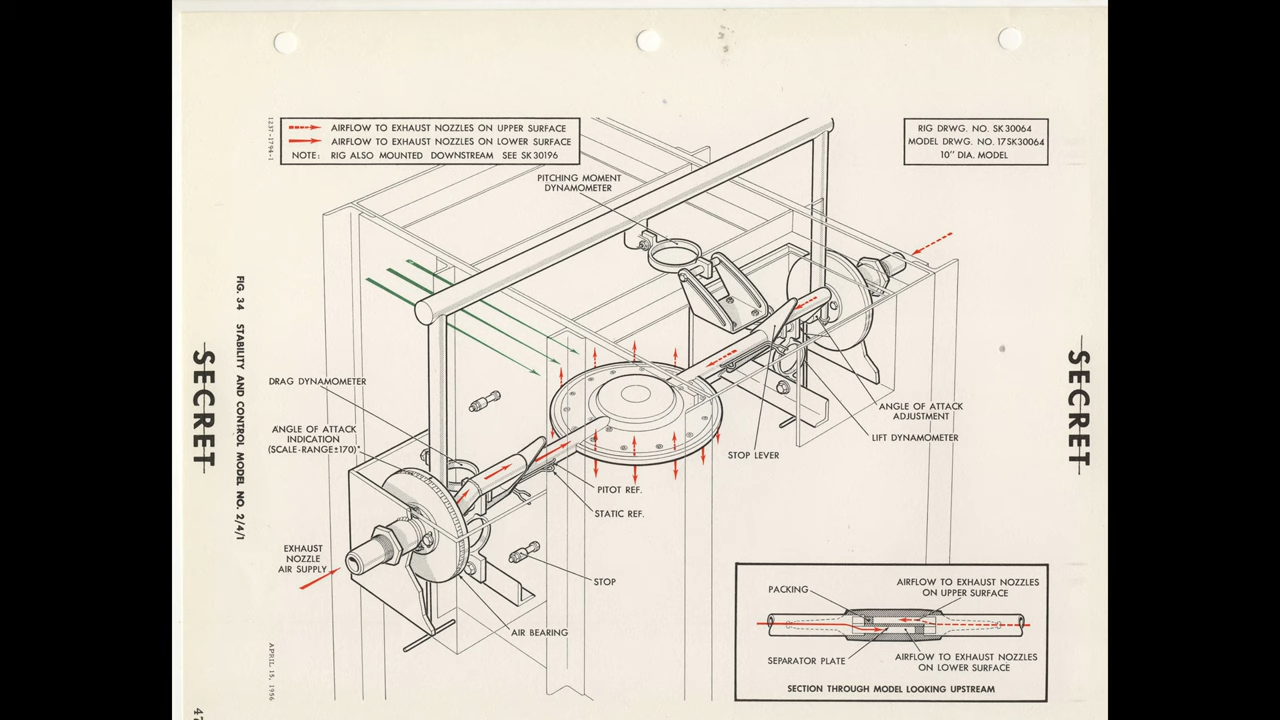 1237-1794-1
AIRFLOW TO EXHAUST NOZZLES ON UPPER SURFACE
AIRFLOW TO EXHAUST NOZZLES ON LOWER SURFACE
NOTE: RIG ALSO MOUNTED DOWNSTREAM SEE SK30196
RIG DRWG. NO. SK30064
MODEL DRWG. NO. 17SK30064
10" DIA. MODEL
PITCHING MOMENT
DYNAMOMETER
DRAG DYNAMOMETER
ANGLE OF ATTACK
INDICATION
(SCALE-RANGE±170)°
ANGLE OF ATTACK
ADJUSTMENT
LIFT DYNAMOMETER
STOP LEVER
PITOT REF.
STATIC REF.
EXHAUST
NOZZLE
AIR SUPPLY
STOP
AIR BEARING
PACKING
AIRFLOW TO EXHAUST NOZZLES
ON UPPER SURFACE
SEPARATOR PLATE
AIRFLOW TO EXHAUST NOZZLES
ON LOWER SURFACE
SECTION THROUGH MODEL LOOKING UPSTREAM
FIG. 34 STABILITY AND CONTROL MODEL NO. 2/4/1
SECRET
SECRET
APRIL 15, 1956
47